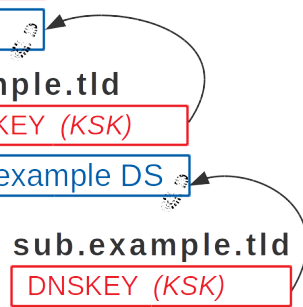 mple.tld
KEY (KSK)
example DS
sub.example.tld
DNSKEY (KSK)